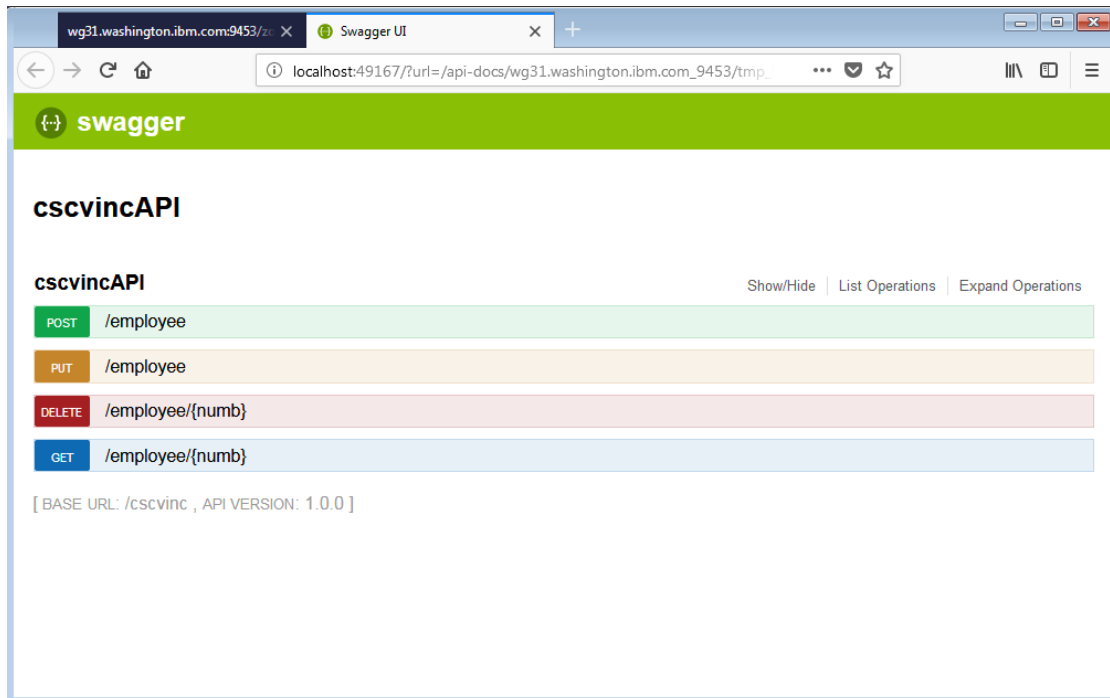 wg31.washington.ibm.com:9453/zc
Swagger UI
localhost:49167/?url=/api-docs/wg31.washington.ibm.com_9453/tmp_
{··} swagger
cscvincAPI
cscvincAPI Show/Hide List Operations Expand Operations
POST /employee
PUT /employee
DELETE /employee/{numb}
GET /employee/{numb}
[ BASE URL: /cscvinc , API VERSION: 1.0.0 ]